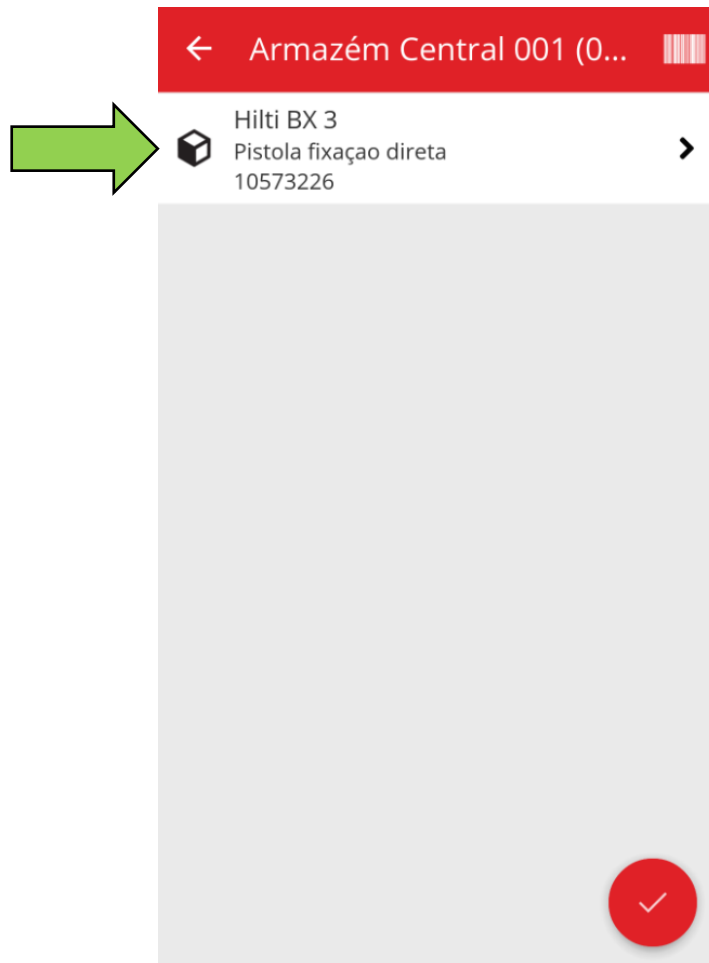 Armazém Central 001 (0...
Hilti BX 3
Pistola fixaçao direta
10573226